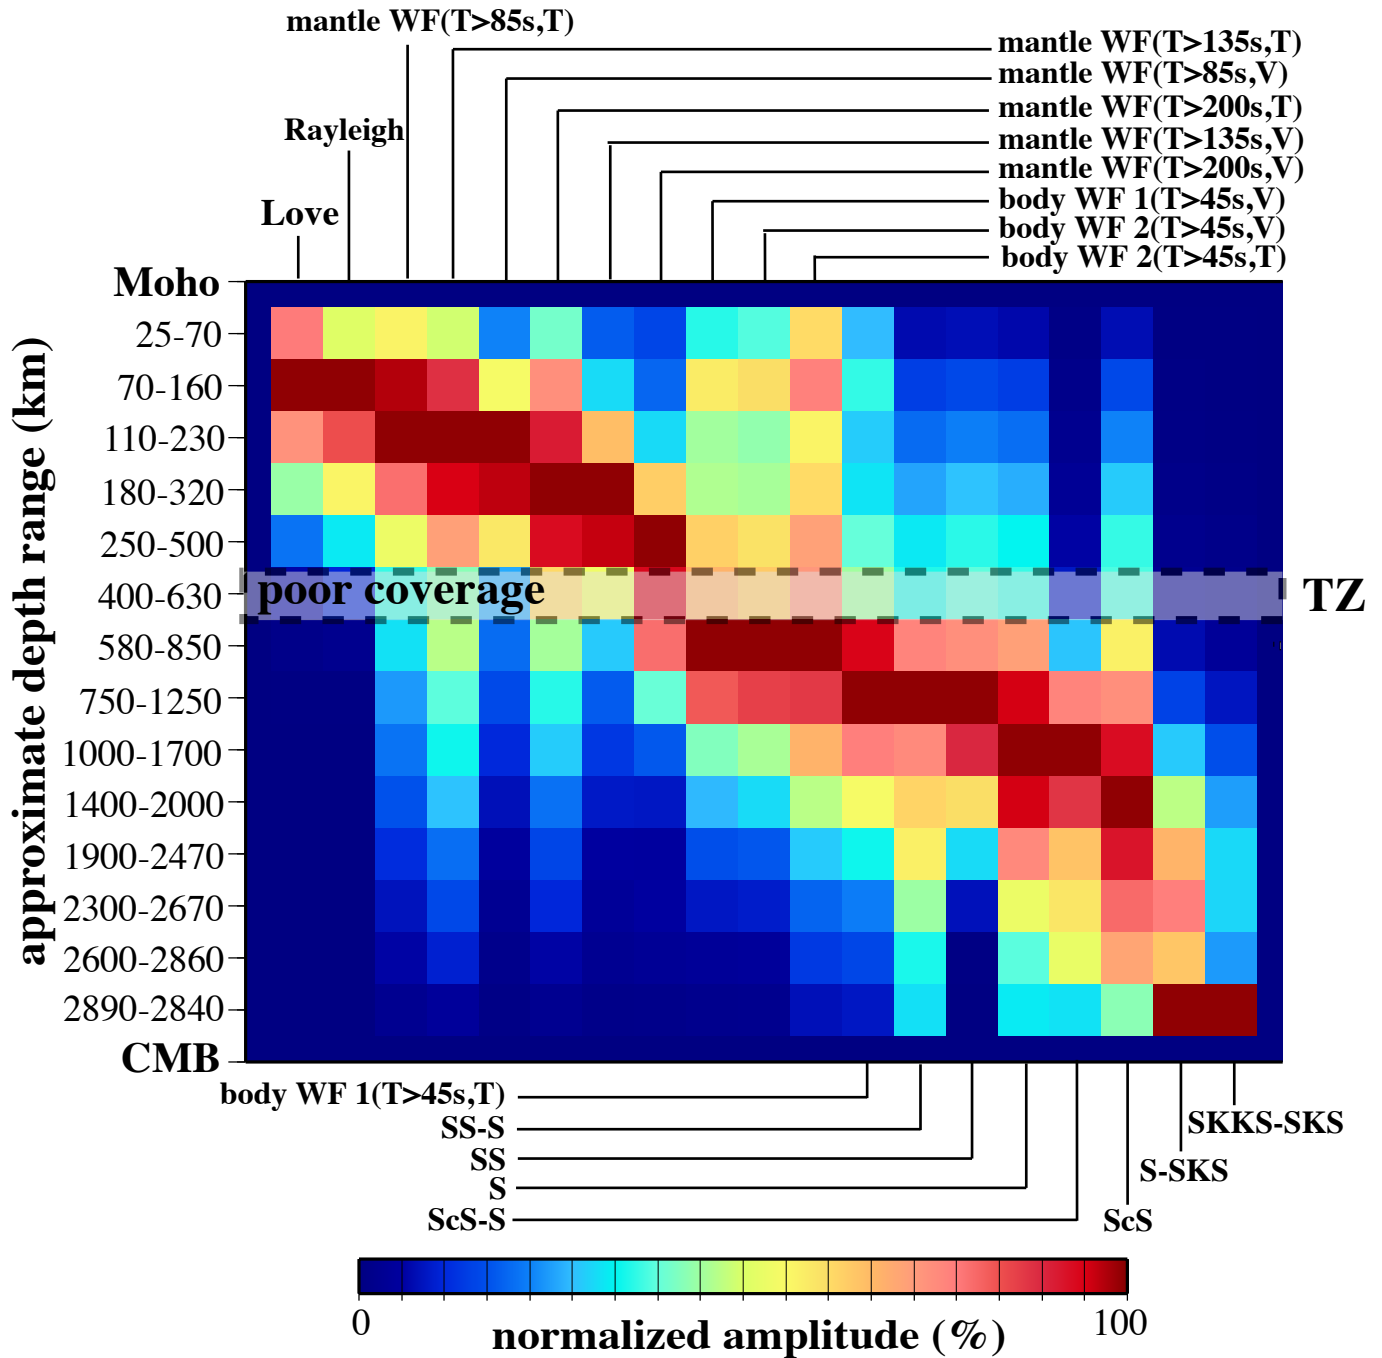 mantle WF(T>85s,T)
mantle WF(T>135s,T)
mantle WF(T>85s,V)
mantle WF(T>200s,T)
mantle WF(T>135s,V)
mantle WF(T>200s,V)
body WF 1(T>45s,V)
body WF 2(T>45s,V)
body WF 2(T>45s,T)
Rayleigh
Love
approximate depth range (km)
Moho
25-70
70-160
110-230
180-320
250-500
400-630
poor coverage
TZ
580-850
750-1250
1000-1700
1400-2000
1900-2470
2300-2670
2600-2860
2890-2840
CMB
body WF 1(T>45s,T)
SS-S
SS
S
ScS-S
SKKS-SKS
S-SKS
ScS
0
100
normalized amplitude (%)